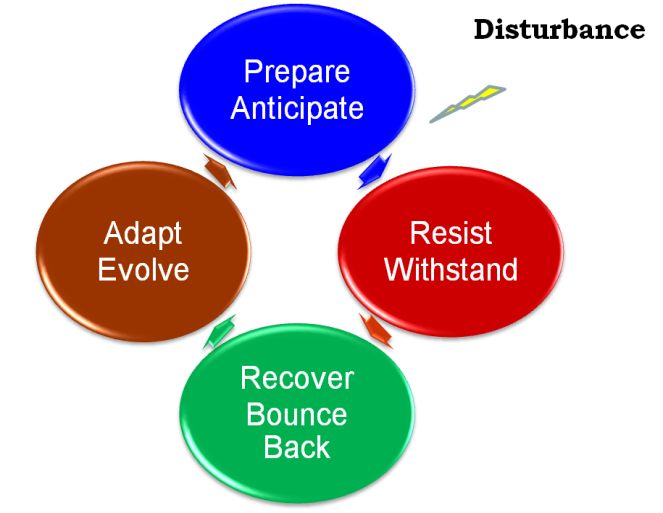 Disturbance
Prepare
Anticipate
Resist
Withstand
Recover
Bounce
Back
Adapt
Evolve